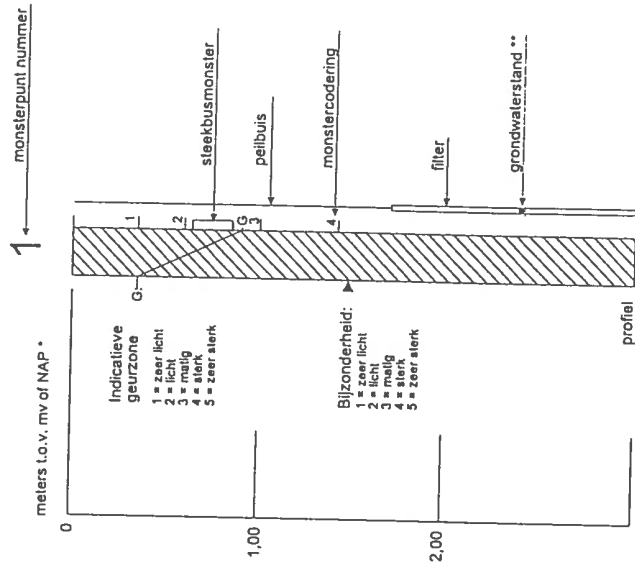 1
monsterpunt nummer
meters t.o.v. mv of NAP *
0
1,00
2,00
Indicatieve
geurzone
1 = zeer licht
2 = licht
3 = matig
4 = sterk
5 = zeer sterk
Bijzonderheid:
1 = zeer licht
2 = licht
3 = matig
4 = sterk
5 = zeer sterk
G:
1
2
G
3
4
steekbusmonster
peilbuis
monstercodering
filter
grondwaterstand **
profiel